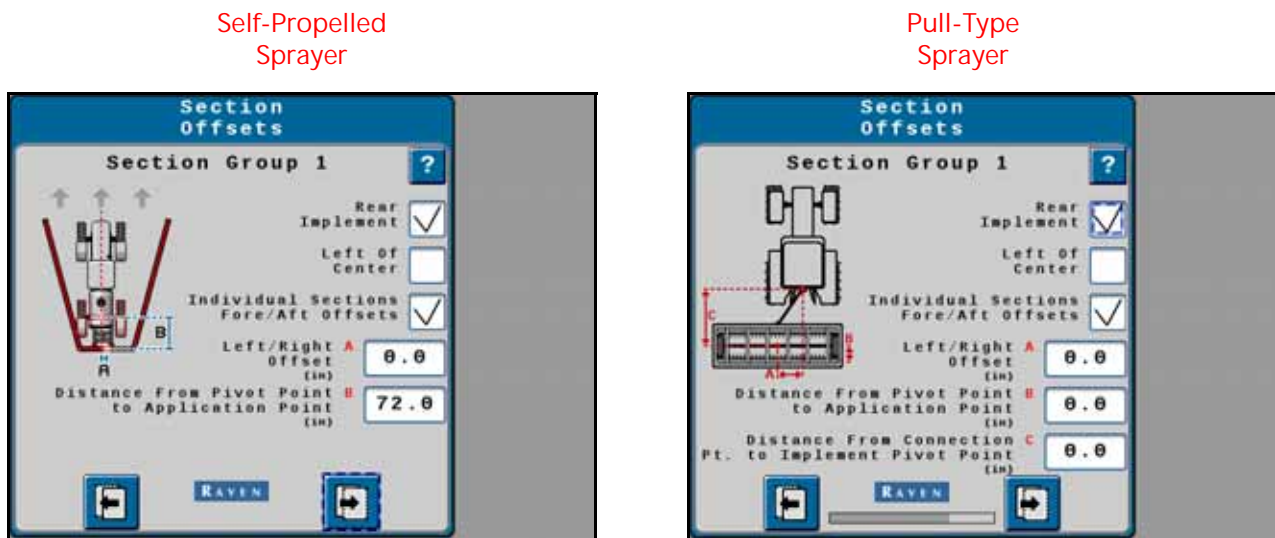 Self-Propelled
Sprayer
Section
Offsets
Section Group 1
?
Rear
Implement
Left Of
Center
Individual Sections
Fore/Aft Offsets
Left/Right A
Offset
(in)
0.0
Distance From Pivot Point B
to Application Point
(in)
72.0
B
A
RAVEN
Pull-Type
Sprayer
Section
Offsets
Section Group 1
?
Rear
Implement
Left Of
Center
Individual Sections
Fore/Aft Offsets
Left/Right A
Offset
(in)
0.0
Distance From Pivot Point B
to Application Point
(in)
0.0
Distance From Connection C
Pt. to Implement Pivot Point
(in)
0.0
C
B
A
RAVEN